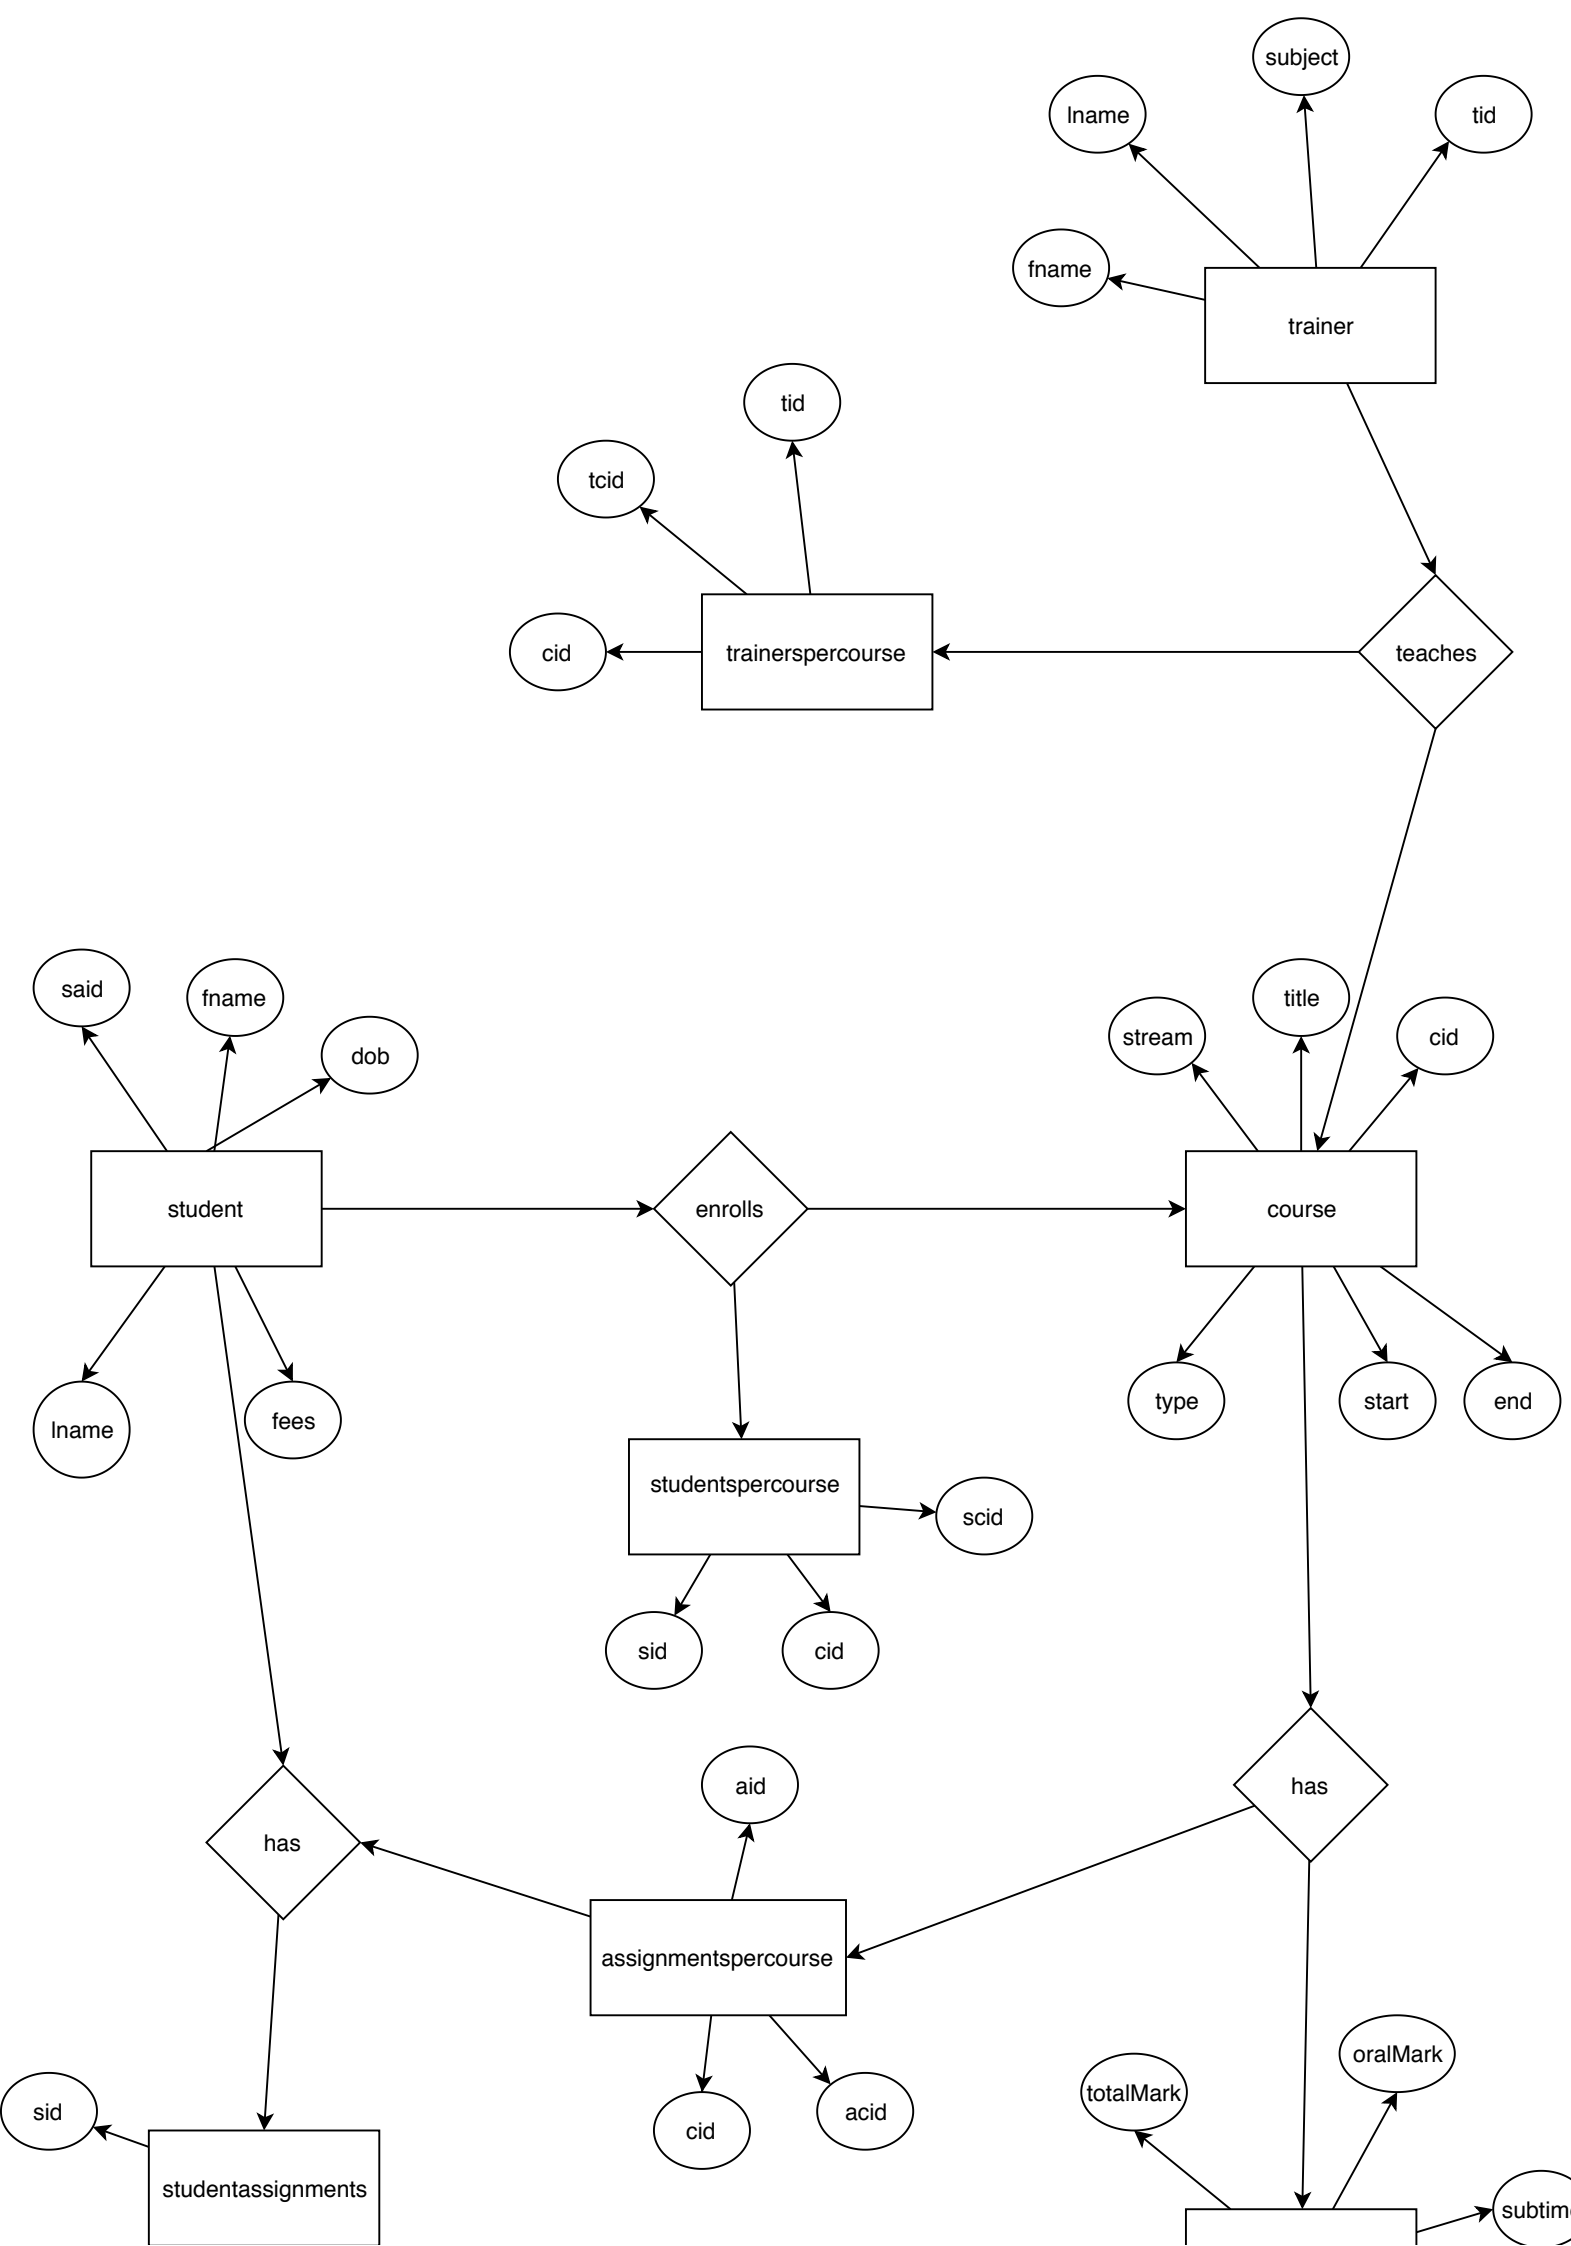 subject
lname
tid
fname
trainer
tid
tcid
cid
trainerspercourse
teaches
said
fname
dob
stream
title
cid
student
enrolls
course
lname
fees
type
start
end
studentspercourse
scid
sid
cid
aid
has
has
assignmentspercourse
oralMark
totalMark
sid
cid
acid
studentassignments